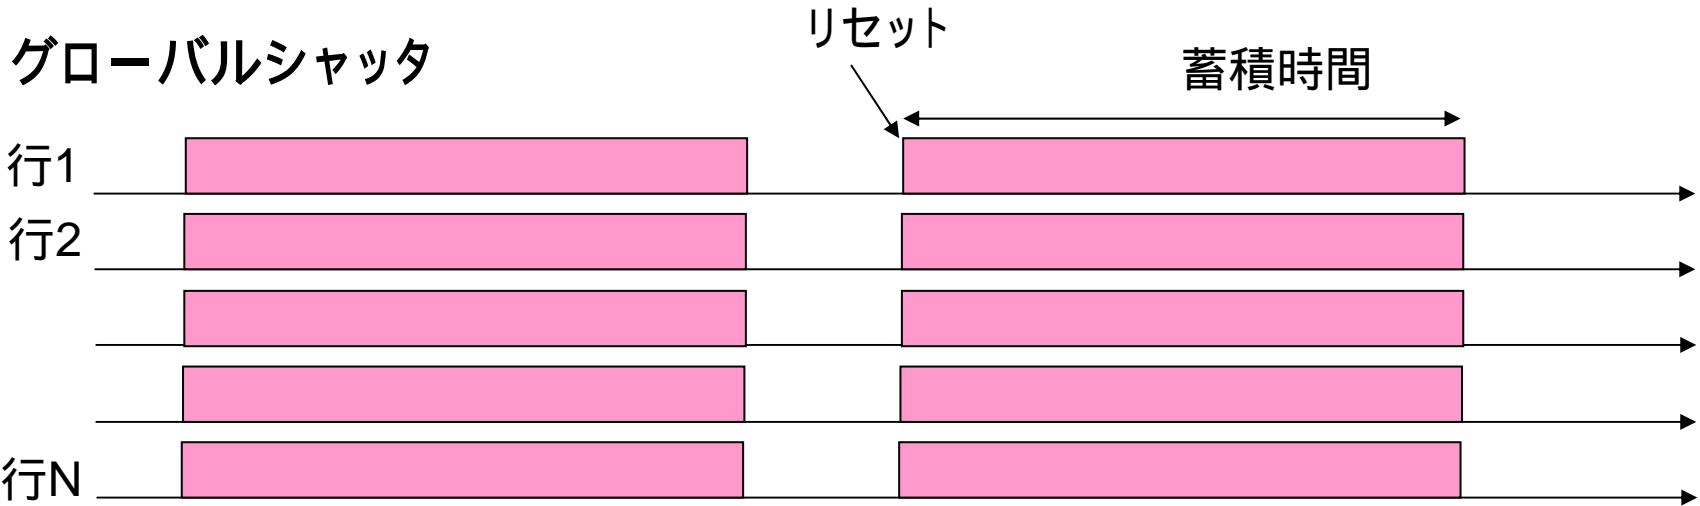 グローバルシャッタ
リセット
蓄積時間
行1
行2
行N